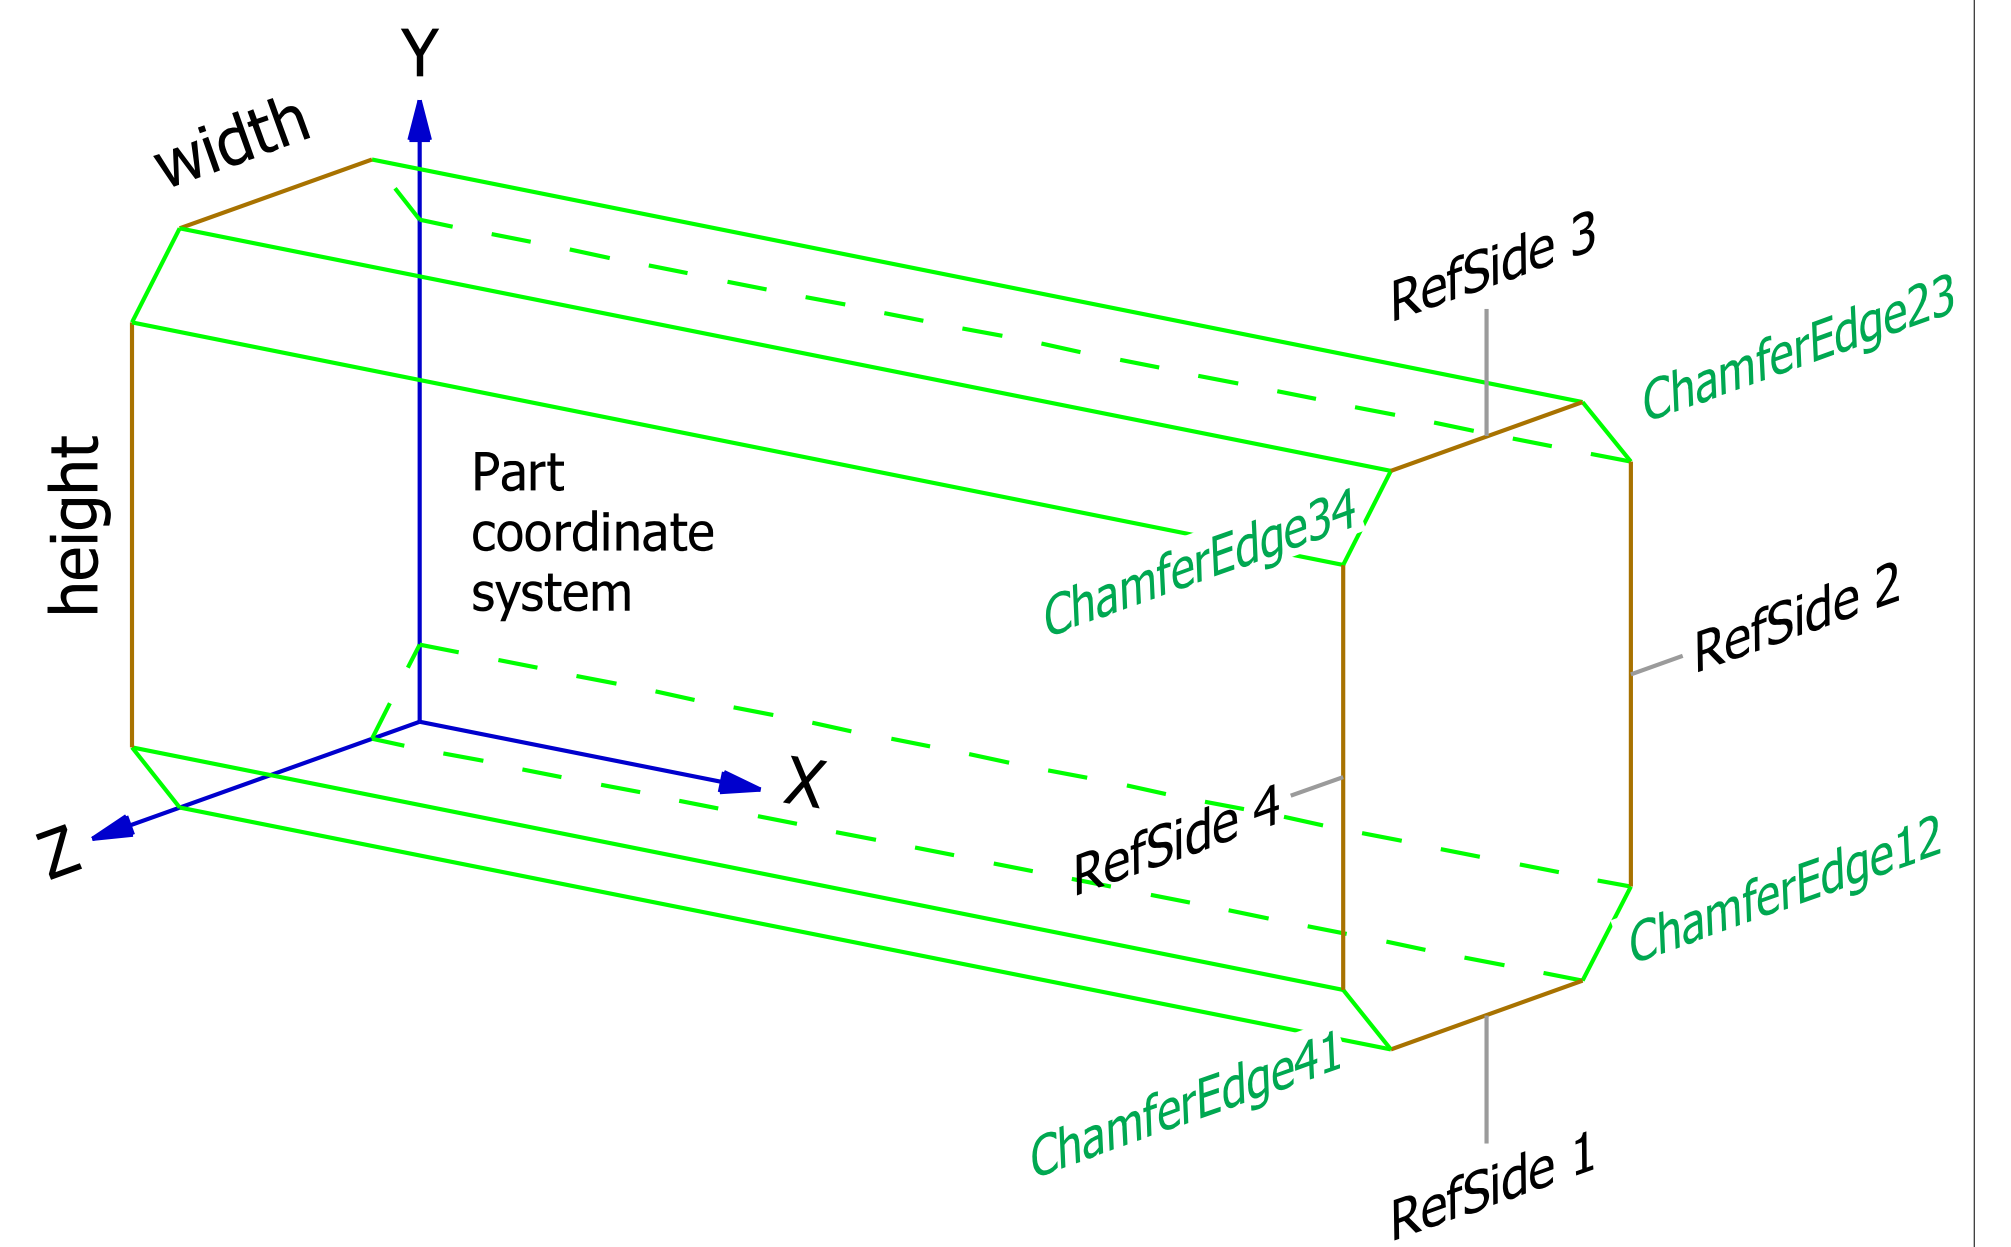 Y
width
RefSide 3
ChamferEdge23
height
Part
coordinate
system
ChamferEdge34
RefSide 2
X
RefSide 4
Z
ChamferEdge12
ChamferEdge41
RefSide 1